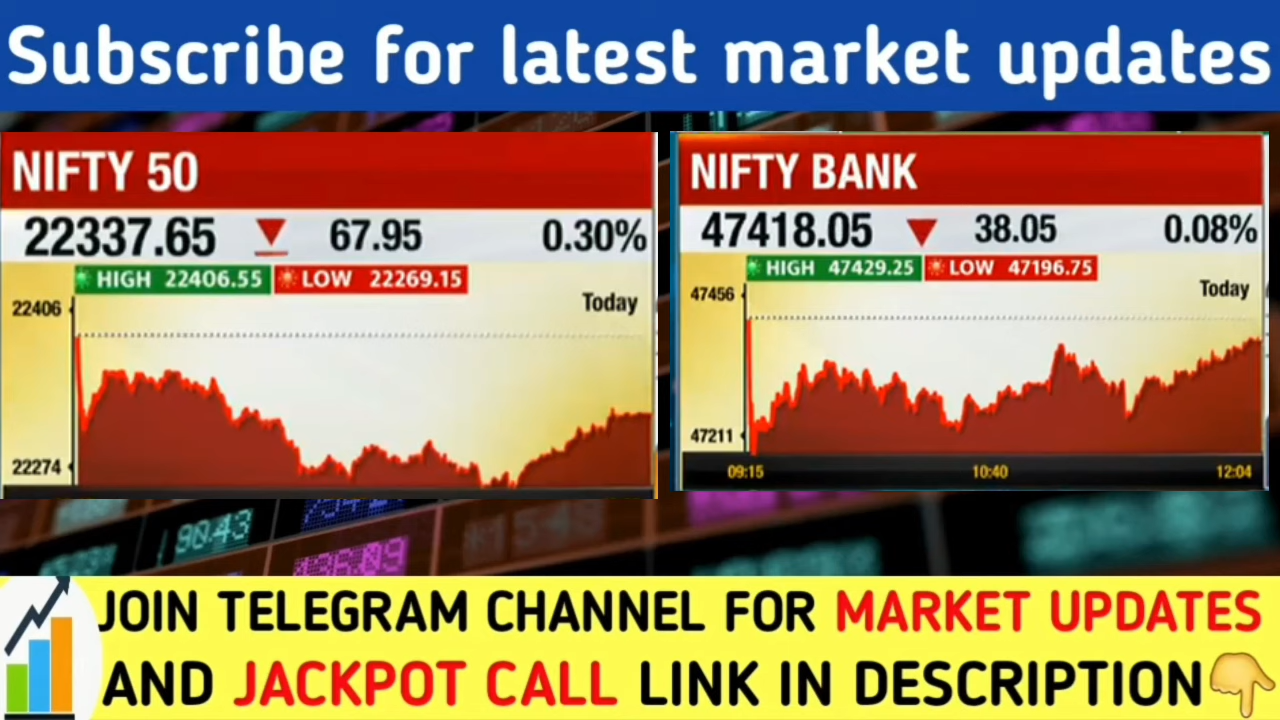 Subscribe for latest market updates
NIFTY 50
22337.65 ▼ 67.95 0.30%
HIGH 22406.55 LOW 22269.15
Today
22406
22274
NIFTY BANK
47418.05 ▼ 38.05 0.08%
HIGH 47429.25 LOW 47196.75
Today
47456
47211
09:15 10:40 12:04
90.43
JOIN TELEGRAM CHANNEL FOR MARKET UPDATES
AND JACKPOT CALL LINK IN DESCRIPTION👇